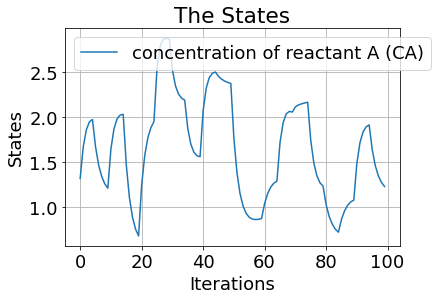 The States
concentration of reactant A (CA)
States
2.5
2.0
1.5
1.0
0
20
40
60
80
100
Iterations